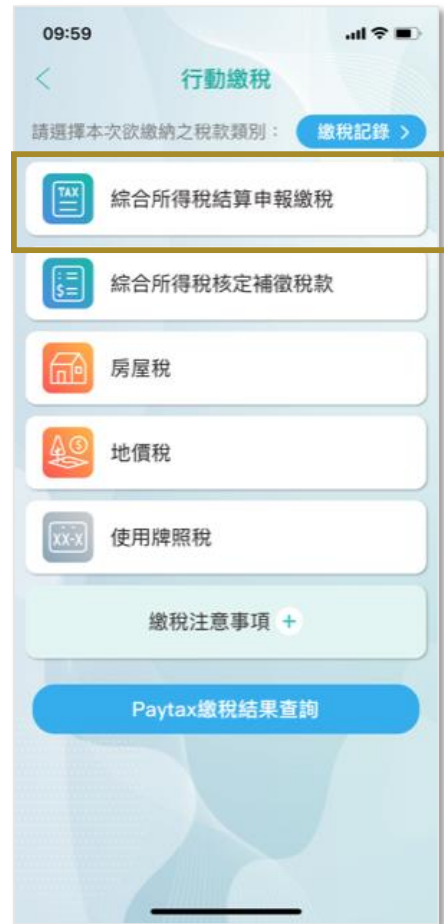 09:59
行動繳稅
請選擇本次欲繳納之稅款類別：
繳稅記錄 >
TAX
綜合所得稅結算申報繳稅
$=
綜合所得稅核定補徵稅款
房屋稅
$
地價稅
XX-X
使用牌照稅
繳稅注意事項 +
Paytax繳稅結果查詢